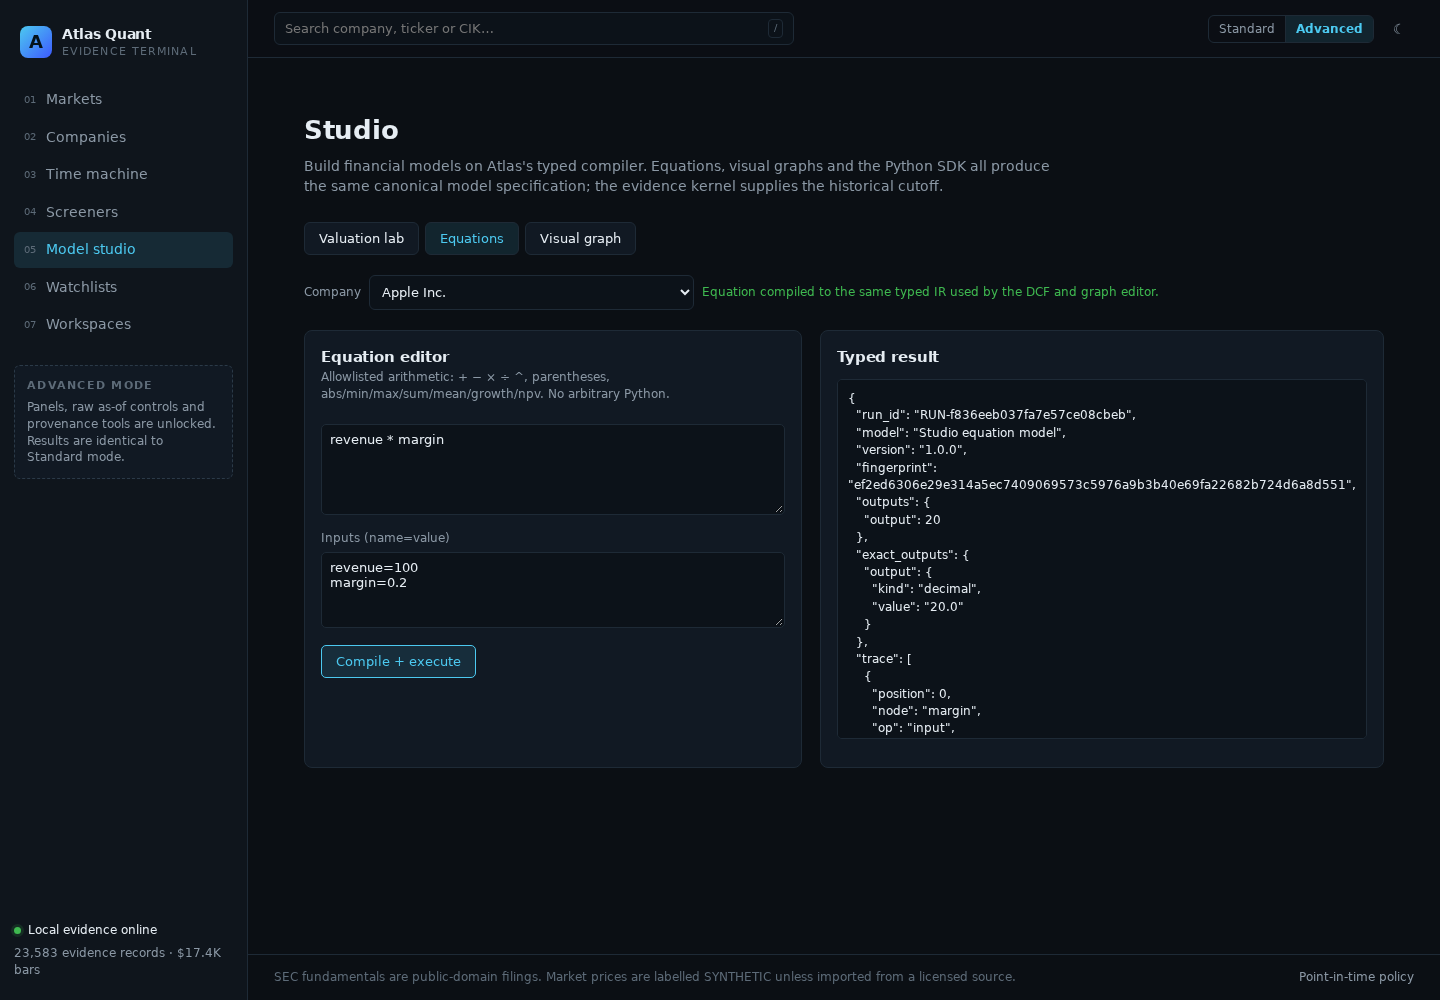 A
Atlas Quant
EVIDENCE TERMINAL
01 Markets
02 Companies
03 Time machine
04 Screeners
05 Model studio
06 Watchlists
07 Workspaces
ADVANCED MODE
Panels, raw as-of controls and
provenance tools are unlocked.
Results are identical to
Standard mode.
Local evidence online
23,583 evidence records · $17.4K
bars
Search company, ticker or CIK…
/
Standard
Advanced
☾
Studio
Build financial models on Atlas's typed compiler. Equations, visual graphs and the Python SDK all produce
the same canonical model specification; the evidence kernel supplies the historical cutoff.
Valuation lab
Equations
Visual graph
Company
Apple Inc.
Equation compiled to the same typed IR used by the DCF and graph editor.
Equation editor
Allowlisted arithmetic: + − × ÷ ^, parentheses,
abs/min/max/sum/mean/growth/npv. No arbitrary Python.
revenue * margin
Inputs (name=value)
revenue=100
margin=0.2
Compile + execute
Typed result
{
"run_id": "RUN-f836eeb037fa7e57ce08cbeb",
"model": "Studio equation model",
"version": "1.0.0",
"fingerprint":
"ef2ed6306e29e314a5ec7409069573c5976a9b3b40e69fa22682b724d6a8d551",
"outputs": {
"output": 20
},
"exact_outputs": {
"output": {
"kind": "decimal",
"value": "20.0"
}
},
"trace": [
{
"position": 0,
"node": "margin",
"op": "input",
SEC fundamentals are public-domain filings. Market prices are labelled SYNTHETIC unless imported from a licensed source.
Point-in-time policy